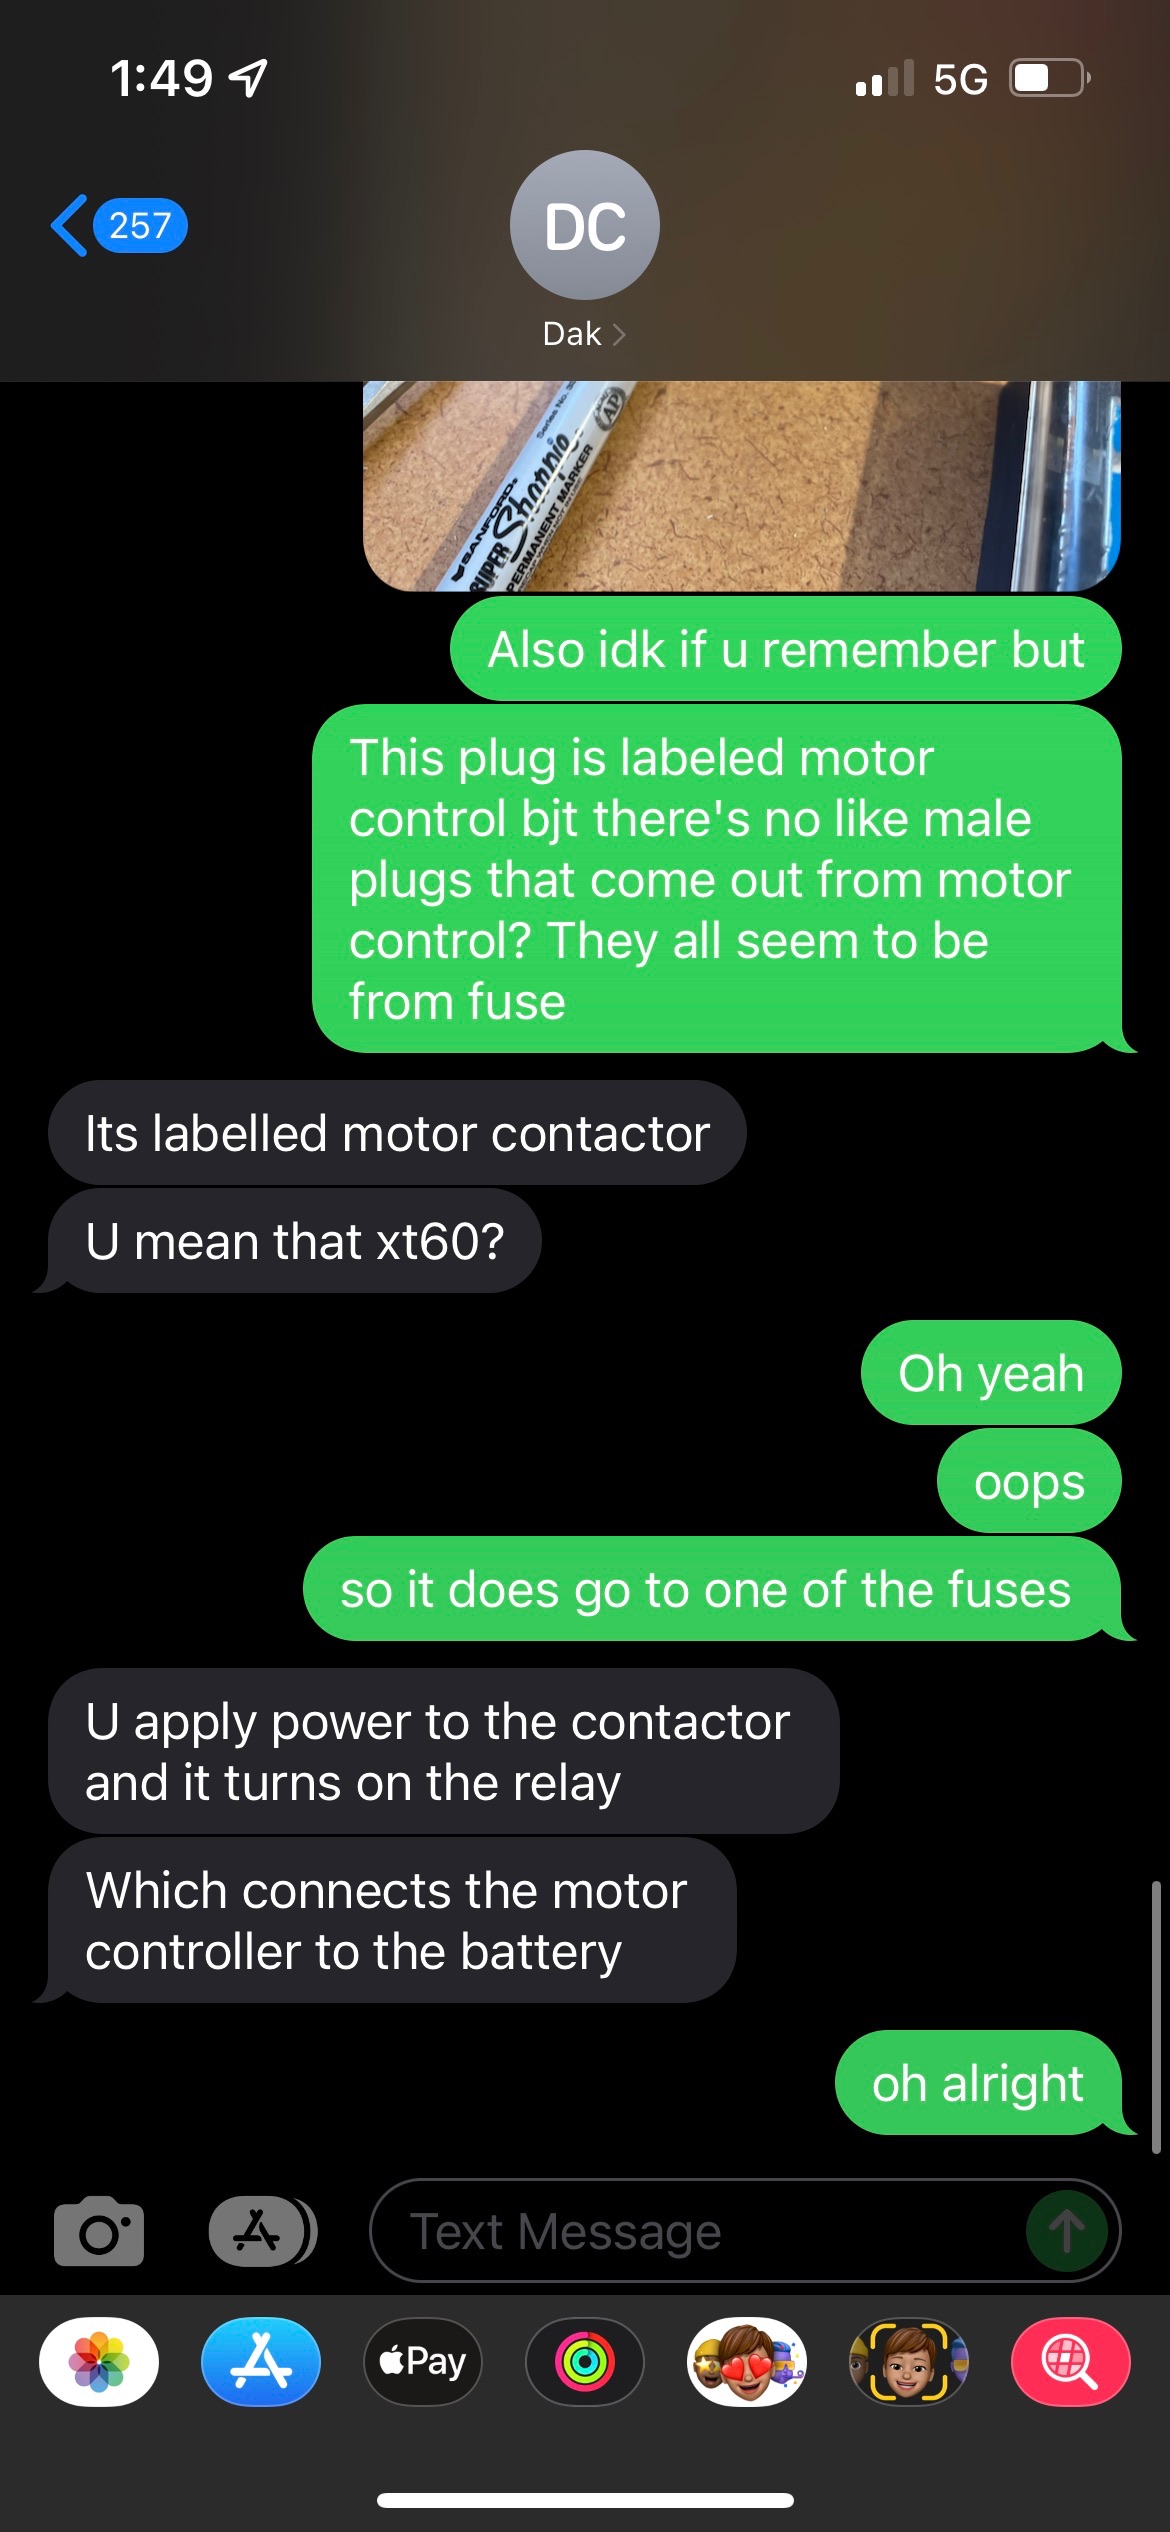 1:49
5G
257
DC
Dak
Series No.
AP
SANFORD
SUPER Sharpie
PERMANENT MARKER
Also idk if u remember but
This plug is labeled motor
control bjt there's no like male
plugs that come out from motor
control? They all seem to be
from fuse
Its labelled motor contactor
U mean that xt60?
Oh yeah
oops
so it does go to one of the fuses
U apply power to the contactor
and it turns on the relay
Which connects the motor
controller to the battery
oh alright
Text Message
Pay